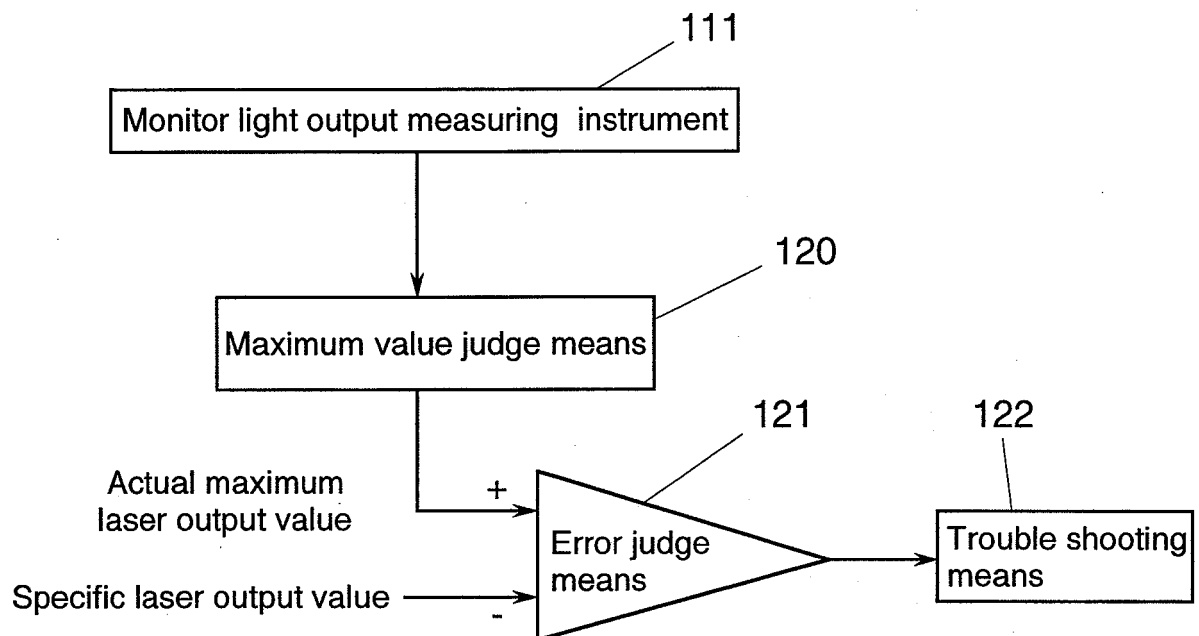 111
Monitor light output measuring instrument
120
Maximum value judge means
121
122
Actual maximum
laser output value
+
Error judge
means
Trouble shooting
means
Specific laser output value
-